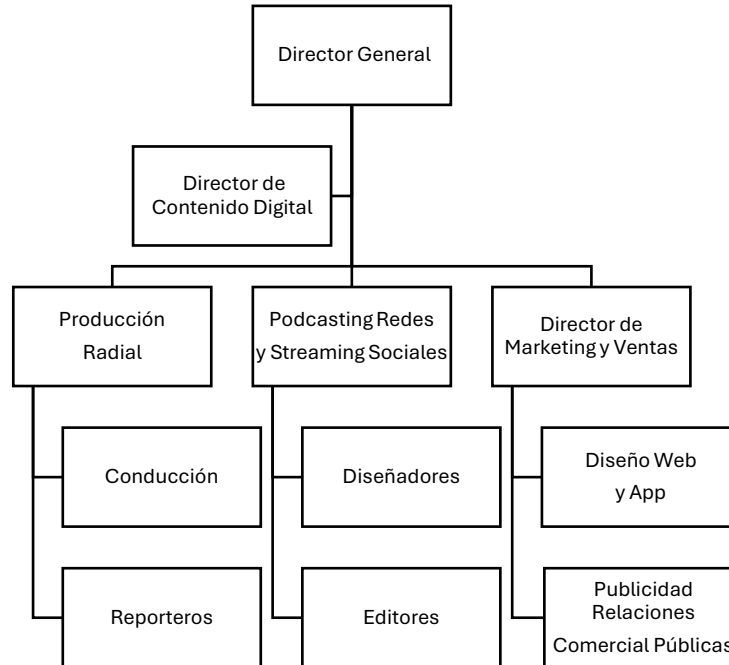 Director General
Director de
Contenido Digital
Producción
Radial
Podcasting Redes
y Streaming Sociales
Director de
Marketing y Ventas
Conducción
Diseñadores
Diseño Web
y App
Reporteros
Editores
Publicidad
Relaciones
Comercial Públicas